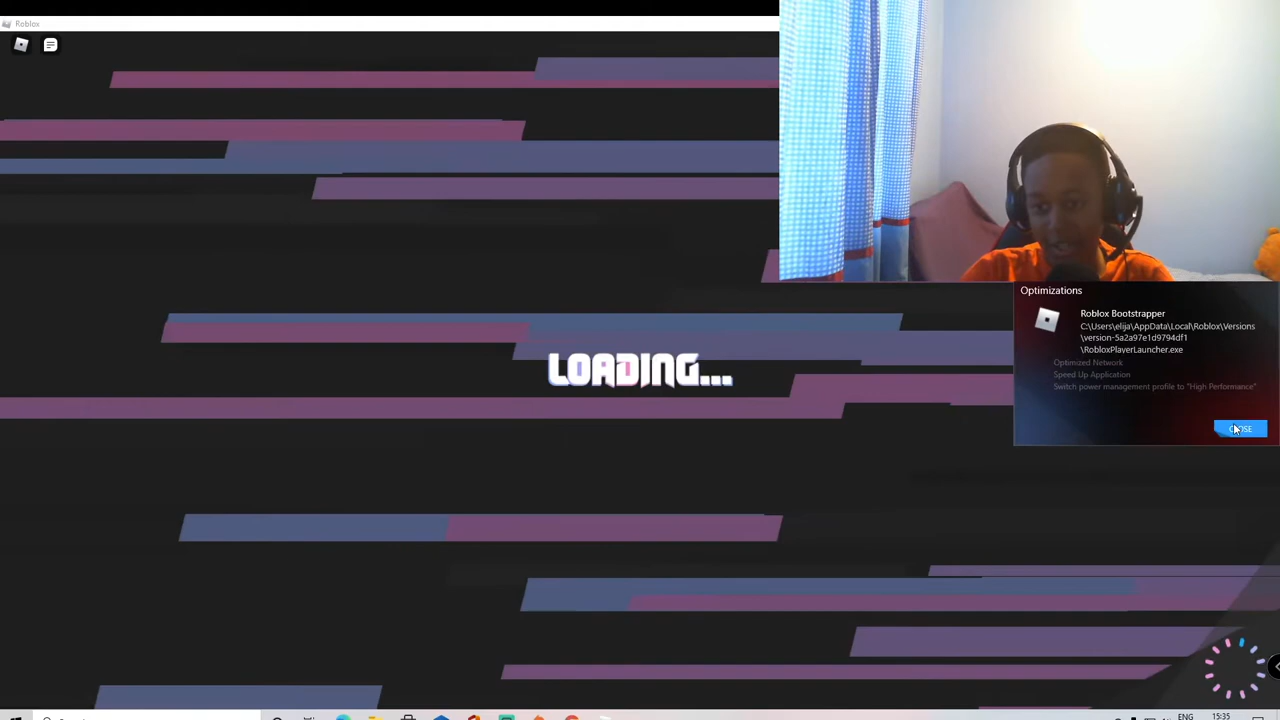 Roblox
Optimizations
Roblox Bootstrapper
C:\Users\elija\AppData\Local\Roblox\Versions
\version-5a2a97e1d9794df1
\RobloxPlayerLauncher.exe
Optimized Network
Speed Up Application
Switch power management profile to "High Performance"
LOADING...
CLOSE
ENG
15:35